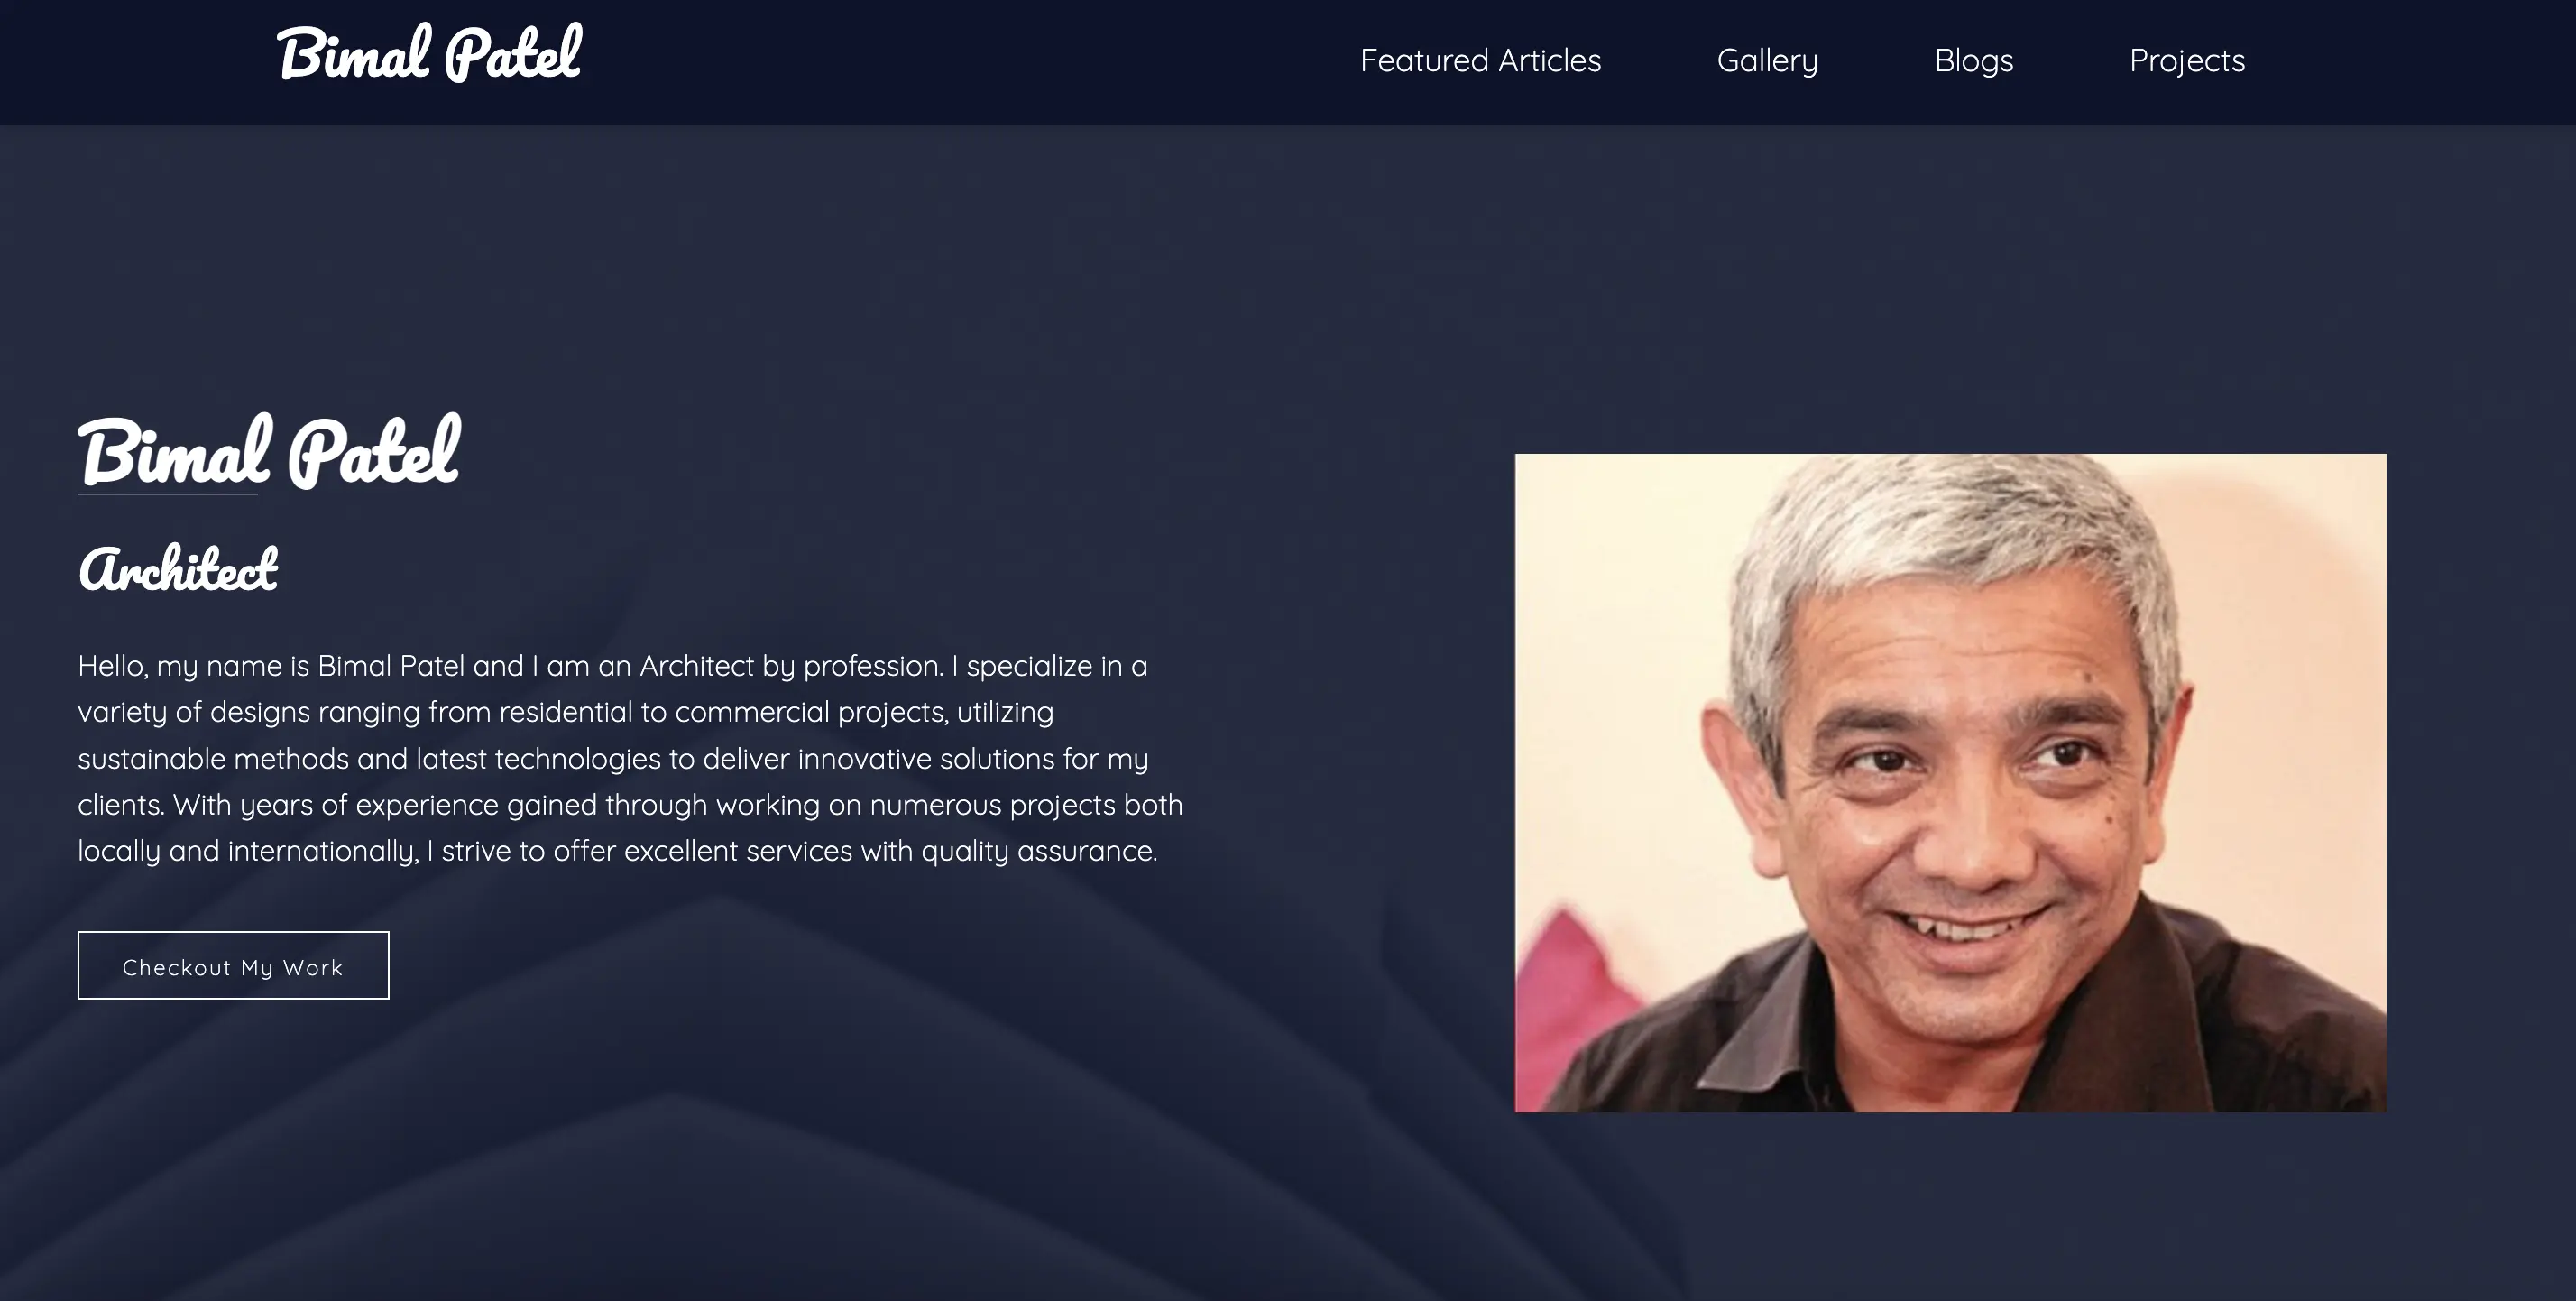 Bimal Patel
Featured Articles Gallery Blogs Projects
Bimal Patel
Architect
Hello, my name is Bimal Patel and I am an Architect by profession. I specialize in a
variety of designs ranging from residential to commercial projects, utilizing
sustainable methods and latest technologies to deliver innovative solutions for my
clients. With years of experience gained through working on numerous projects both
locally and internationally, I strive to offer excellent services with quality assurance.
Checkout My Work